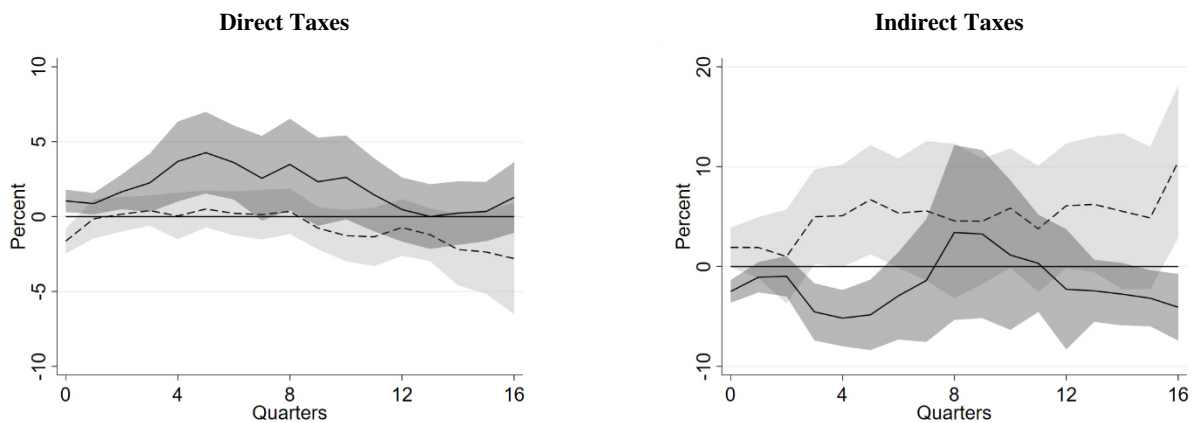 Direct Taxes
10
5
0
-5
-10
Percent
0 4 8 12 16
Quarters
Indirect Taxes
20
10
0
-10
Percent
0 4 8 12 16
Quarters